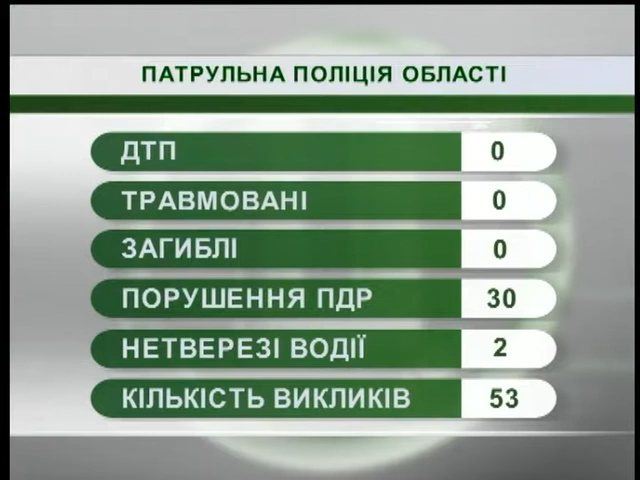 ПАТРУЛЬНА ПОЛІЦІЯ ОБЛАСТІ
ДТП 0
ТРАВМОВАНІ 0
ЗАГИБЛІ 0
ПОРУШЕННЯ ПДР 30
НЕТВЕРЕЗІ ВОДІЇ 2
КІЛЬКІСТЬ ВИКЛИКІВ 53